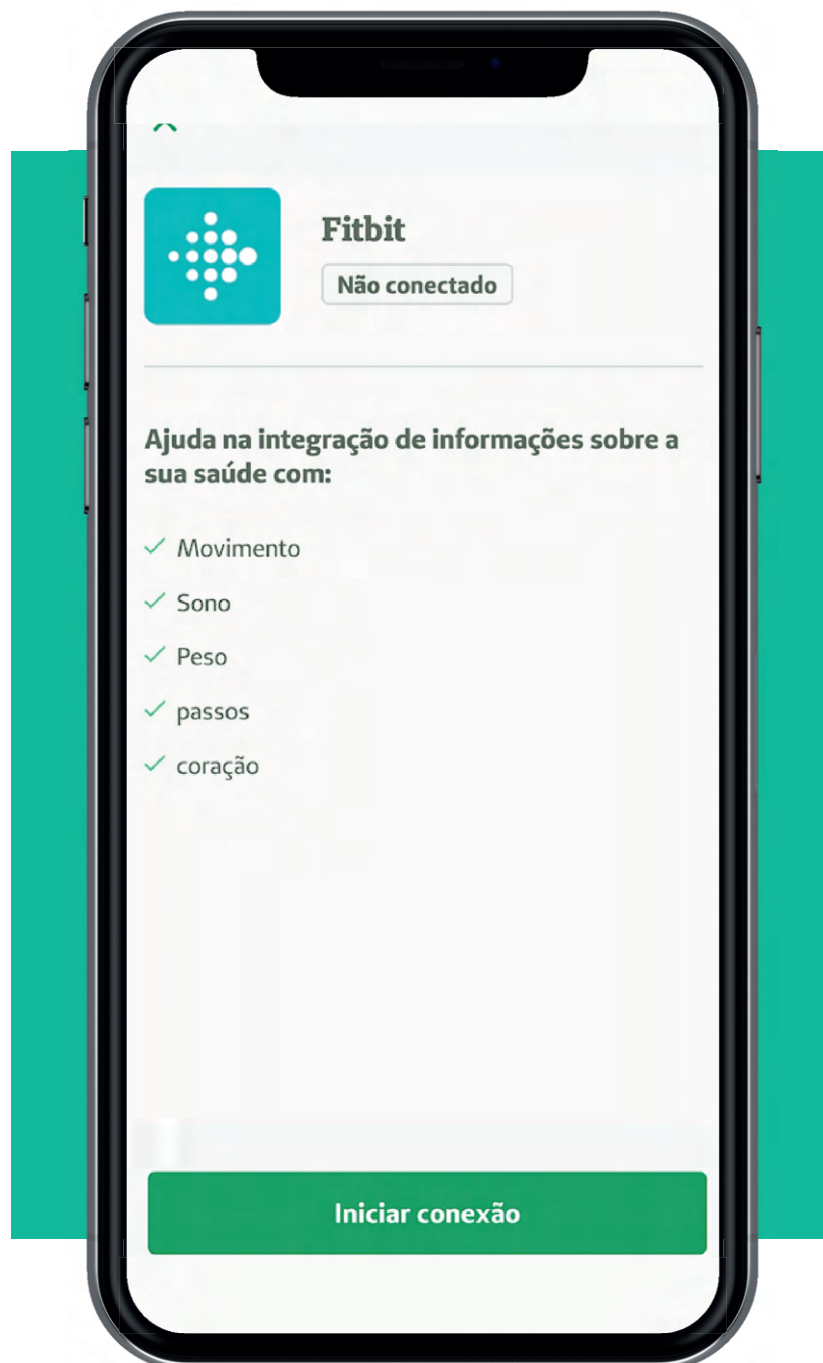 Fitbit
Não conectado
Ajuda na integração de informações sobre a
sua saúde com:
Movimento
Sono
Peso
passos
coração
Iniciar conexão